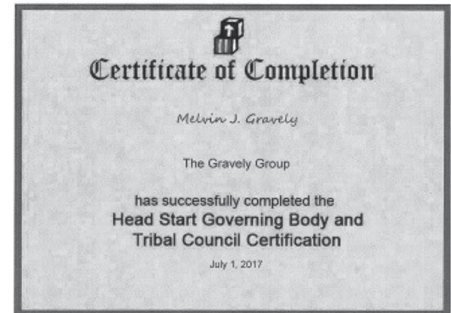 Certificate of Completion
Melvin J. Gravely
The Gravely Group
has successfully completed the
Head Start Governing Body and
Tribal Council Certification
July 1, 2017